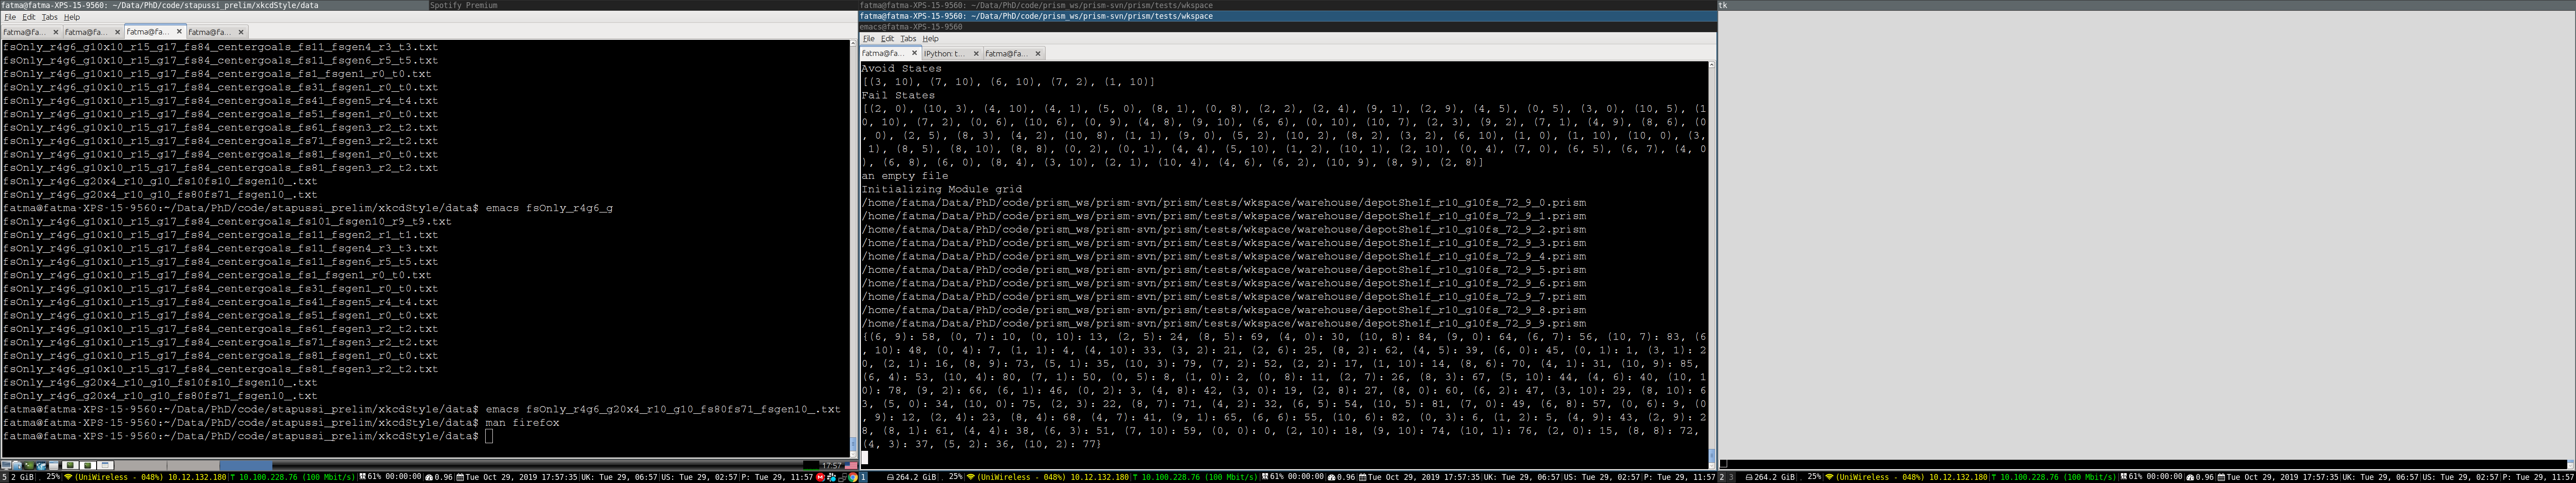 fatma@fatma-XPS-15-9560: ~/Data/PhD/code/stapussi_prelim/xkcdStyle/data
Spotify Premium
File Edit Tabs Help
fatma@fa... fatma@fa... fatma@fa... fatma@fa...
fsOnly_r4g6_g10x10_r15_g17_fs84_centergoals_fs11_fsgen4_r3_t3.txt
fsOnly_r4g6_g10x10_r15_g17_fs84_centergoals_fs11_fsgen6_r5_t5.txt
fsOnly_r4g6_g10x10_r15_g17_fs84_centergoals_fs1_fsgen1_r0_t0.txt
fsOnly_r4g6_g10x10_r15_g17_fs84_centergoals_fs31_fsgen1_r0_t0.txt
fsOnly_r4g6_g10x10_r15_g17_fs84_centergoals_fs41_fsgen5_r4_t4.txt
fsOnly_r4g6_g10x10_r15_g17_fs84_centergoals_fs51_fsgen1_r0_t0.txt
fsOnly_r4g6_g10x10_r15_g17_fs84_centergoals_fs61_fsgen3_r2_t2.txt
fsOnly_r4g6_g10x10_r15_g17_fs84_centergoals_fs71_fsgen3_r2_t2.txt
fsOnly_r4g6_g10x10_r15_g17_fs84_centergoals_fs81_fsgen1_r0_t0.txt
fsOnly_r4g6_g10x10_r15_g17_fs84_centergoals_fs81_fsgen3_r2_t2.txt
fsOnly_r4g6_g20x4_r10_g10_fs10fs10_fsgen10_.txt
fsOnly_r4g6_g20x4_r10_g10_fs80fs71_fsgen10_.txt
fatma@fatma-XPS-15-9560:~/Data/PhD/code/stapussi_prelim/xkcdStyle/data$ emacs fsOnly_r4g6_g
fsOnly_r4g6_g10x10_r15_g17_fs84_centergoals_fs101_fsgen10_r9_t9.txt
fsOnly_r4g6_g10x10_r15_g17_fs84_centergoals_fs11_fsgen2_r1_t1.txt
fsOnly_r4g6_g10x10_r15_g17_fs84_centergoals_fs11_fsgen4_r3_t3.txt
fsOnly_r4g6_g10x10_r15_g17_fs84_centergoals_fs11_fsgen6_r5_t5.txt
fsOnly_r4g6_g10x10_r15_g17_fs84_centergoals_fs1_fsgen1_r0_t0.txt
fsOnly_r4g6_g10x10_r15_g17_fs84_centergoals_fs31_fsgen1_r0_t0.txt
fsOnly_r4g6_g10x10_r15_g17_fs84_centergoals_fs41_fsgen5_r4_t4.txt
fsOnly_r4g6_g10x10_r15_g17_fs84_centergoals_fs51_fsgen1_r0_t0.txt
fsOnly_r4g6_g10x10_r15_g17_fs84_centergoals_fs61_fsgen3_r2_t2.txt
fsOnly_r4g6_g10x10_r15_g17_fs84_centergoals_fs71_fsgen3_r2_t2.txt
fsOnly_r4g6_g10x10_r15_g17_fs84_centergoals_fs81_fsgen1_r0_t0.txt
fsOnly_r4g6_g10x10_r15_g17_fs84_centergoals_fs81_fsgen3_r2_t2.txt
fsOnly_r4g6_g20x4_r10_g10_fs10fs10_fsgen10_.txt
fsOnly_r4g6_g20x4_r10_g10_fs80fs71_fsgen10_.txt
fatma@fatma-XPS-15-9560:~/Data/PhD/code/stapussi_prelim/xkcdStyle/data$ emacs fsOnly_r4g6_g20x4_r10_g10_fs80fs71_fsgen10_.txt
fatma@fatma-XPS-15-9560:~/Data/PhD/code/stapussi_prelim/xkcdStyle/data$ man firefox
fatma@fatma-XPS-15-9560:~/Data/PhD/code/stapussi_prelim/xkcdStyle/data$
17:57
5 2 GiB 25% (UniWireless - 048%) 10.12.132.180 T 10.100.228.76 (100 Mbit/s) 61% 00:00:00 0.96 Tue Oct 29, 2019 17:57:35 UK: Tue 29, 06:57 US: Tue 29, 02:57 P: Tue 29, 11:57
fatma@fatma-XPS-15-9560: ~/Data/PhD/code/prism_ws/prism-svn/prism/tests/wkspace
fatma@fatma-XPS-15-9560: ~/Data/PhD/code/prism_ws/prism-svn/prism/tests/wkspace
emacs@fatma-XPS-15-9560
File Edit Tabs Help
fatma@fa... IPython: t... fatma@fa...
Avoid States
[(3, 10), (7, 10), (6, 10), (7, 2), (1, 10)]
Fail States
[(2, 0), (10, 3), (4, 10), (4, 1), (5, 0), (8, 1), (0, 8), (2, 2), (2, 4), (9, 1), (2, 9), (4, 5), (0, 5), (3, 0), (10, 5), (1
0, 10), (7, 2), (0, 6), (10, 6), (0, 9), (4, 8), (9, 10), (6, 6), (0, 10), (10, 7), (2, 3), (9, 2), (7, 1), (4, 9), (8, 6), (0
, 0), (2, 5), (8, 3), (4, 2), (10, 8), (1, 1), (9, 0), (5, 2), (10, 2), (8, 2), (3, 2), (6, 10), (1, 0), (1, 10), (10, 0), (3,
 1), (8, 5), (8, 10), (8, 8), (0, 2), (0, 1), (4, 4), (5, 10), (1, 2), (10, 1), (2, 10), (0, 4), (7, 0), (6, 5), (6, 7), (4, 0
), (6, 8), (6, 0), (8, 4), (3, 10), (2, 1), (10, 4), (4, 6), (6, 2), (10, 9), (8, 9), (2, 8)]
an empty file
Initializing Module grid
/home/fatma/Data/PhD/code/prism_ws/prism-svn/prism/tests/wkspace/warehouse/depotShelf_r10_g10fs_72_9_0.prism
/home/fatma/Data/PhD/code/prism_ws/prism-svn/prism/tests/wkspace/warehouse/depotShelf_r10_g10fs_72_9_1.prism
/home/fatma/Data/PhD/code/prism_ws/prism-svn/prism/tests/wkspace/warehouse/depotShelf_r10_g10fs_72_9_2.prism
/home/fatma/Data/PhD/code/prism_ws/prism-svn/prism/tests/wkspace/warehouse/depotShelf_r10_g10fs_72_9_3.prism
/home/fatma/Data/PhD/code/prism_ws/prism-svn/prism/tests/wkspace/warehouse/depotShelf_r10_g10fs_72_9_4.prism
/home/fatma/Data/PhD/code/prism_ws/prism-svn/prism/tests/wkspace/warehouse/depotShelf_r10_g10fs_72_9_5.prism
/home/fatma/Data/PhD/code/prism_ws/prism-svn/prism/tests/wkspace/warehouse/depotShelf_r10_g10fs_72_9_6.prism
/home/fatma/Data/PhD/code/prism_ws/prism-svn/prism/tests/wkspace/warehouse/depotShelf_r10_g10fs_72_9_7.prism
/home/fatma/Data/PhD/code/prism_ws/prism-svn/prism/tests/wkspace/warehouse/depotShelf_r10_g10fs_72_9_8.prism
/home/fatma/Data/PhD/code/prism_ws/prism-svn/prism/tests/wkspace/warehouse/depotShelf_r10_g10fs_72_9_9.prism
{(6, 9): 58, (0, 7): 10, (0, 10): 13, (2, 5): 24, (8, 5): 69, (4, 0): 30, (10, 8): 84, (9, 0): 64, (6, 7): 56, (10, 7): 83, (6
, 10): 48, (0, 4): 7, (1, 1): 4, (4, 10): 33, (3, 2): 21, (2, 6): 25, (8, 2): 62, (4, 5): 39, (6, 0): 45, (0, 1): 1, (3, 1): 2
0, (2, 1): 16, (8, 9): 73, (5, 1): 35, (10, 3): 79, (7, 2): 52, (2, 2): 17, (1, 10): 14, (8, 6): 70, (4, 1): 31, (10, 9): 85,
(6, 4): 53, (10, 4): 80, (7, 1): 50, (0, 5): 8, (1, 0): 2, (0, 8): 11, (2, 7): 26, (8, 3): 67, (5, 10): 44, (4, 6): 40, (10, 1
0): 78, (9, 2): 66, (6, 1): 46, (0, 2): 3, (4, 8): 42, (3, 0): 19, (2, 8): 27, (8, 0): 60, (6, 2): 47, (3, 10): 29, (8, 10): 6
3, (5, 0): 34, (10, 0): 75, (2, 3): 22, (8, 7): 71, (4, 2): 32, (6, 5): 54, (10, 5): 81, (7, 0): 49, (6, 8): 57, (0, 6): 9, (0
, 9): 12, (2, 4): 23, (8, 4): 68, (4, 7): 41, (9, 1): 65, (6, 6): 55, (10, 6): 82, (0, 3): 6, (1, 2): 5, (4, 9): 43, (2, 9): 2
8, (8, 1): 61, (4, 4): 38, (6, 3): 51, (7, 10): 59, (0, 0): 0, (2, 10): 18, (9, 10): 74, (10, 1): 76, (2, 0): 15, (8, 8): 72,
(4, 3): 37, (5, 2): 36, (10, 2): 77}
1 264.2 GiB 25% (UniWireless - 048%) 10.12.132.180 T 10.100.228.76 (100 Mbit/s) 61% 00:00:00 0.96 Tue Oct 29, 2019 17:57:35 UK: Tue 29, 06:57 US: Tue 29, 02:57 P: Tue 29, 11:57
tk
2 3 264.2 GiB 25% (UniWireless - 048%) 10.12.132.180 T 10.100.228.76 (100 Mbit/s) 61% 00:00:00 0.96 Tue Oct 29, 2019 17:57:35 UK: Tue 29, 06:57 US: Tue 29, 02:57 P: Tue 29, 11:57